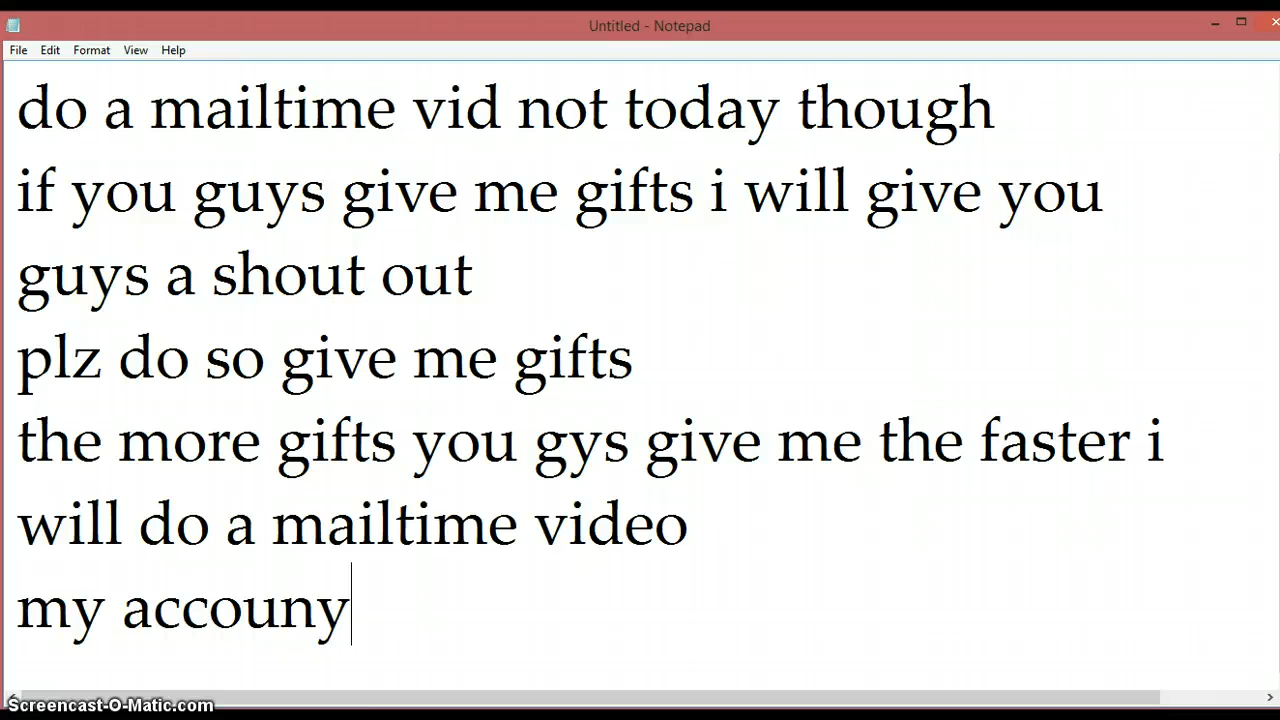 Untitled - Notepad
File Edit Format View Help
do a mailtime vid not today though
if you guys give me gifts i will give you
guys a shout out
plz do so give me gifts
the more gifts you gys give me the faster i
will do a mailtime video
my accouny
Screencast-O-Matic.com